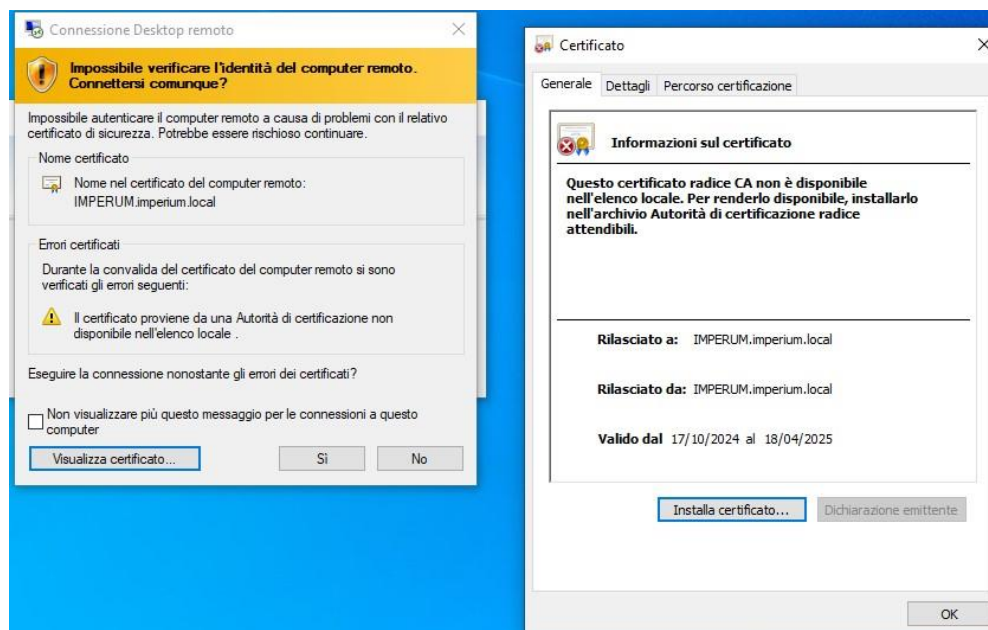 Connessione Desktop remoto
Impossibile verificare l'identità del computer remoto.
Connettersi comunque?
Impossibile autenticare il computer remoto a causa di problemi con il relativo
certificato di sicurezza. Potrebbe essere rischioso continuare.
Nome certificato
Nome nel certificato del computer remoto:
IMPERUM.imperium.local
Errori certificati
Durante la convalida del certificato del computer remoto si sono
verificati gli errori seguenti:
Il certificato proviene da una Autorità di certificazione non
disponibile nell'elenco locale .
Eseguire la connessione nonostante gli errori dei certificati?
Non visualizzare più questo messaggio per le connessioni a questo
computer
Visualizza certificato...
Sì
No
Certificato
Generale
Dettagli
Percorso certificazione
Informazioni sul certificato
Questo certificato radice CA non è disponibile
nell'elenco locale. Per renderlo disponibile, installarlo
nell'archivio Autorità di certificazione radice
attendibili.
Rilasciato a: IMPERUM.imperium.local
Rilasciato da: IMPERUM.imperium.local
Valido dal 17/10/2024 al 18/04/2025
Installa certificato...
Dichiarazione emittente
OK